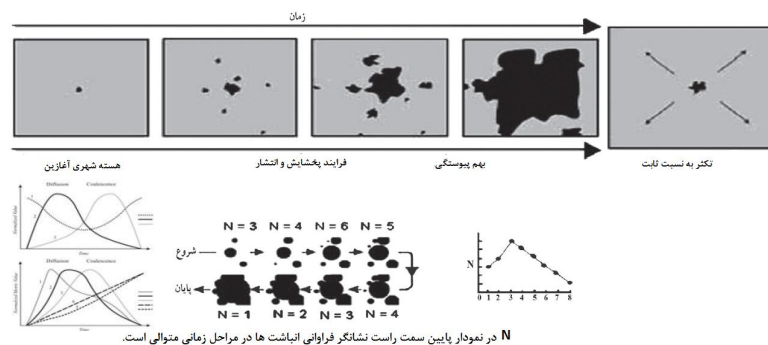 زمان
هسته شهری آغازین
فرایند پخشایش و انتشار
بهم پیوستگی
تکثر به نسبت ثابت
Diffusion Coalescence
Diffusion Coalescence
N = 3 N = 4 N = 6 N = 5
شروع
پایان
N = 1 N = 2 N = 3 N = 4
N
0 1 2 3 4 5 6 7 8
N در نمودار پایین سمت راست نشانگر فراوانی انباشت ها در مراحل زمانی متوالی است.